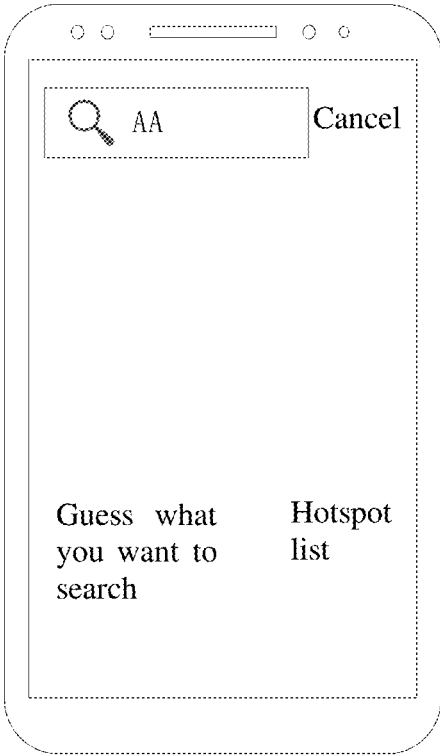 AA
Cancel
Guess what
you want to
search
Hotspot
list